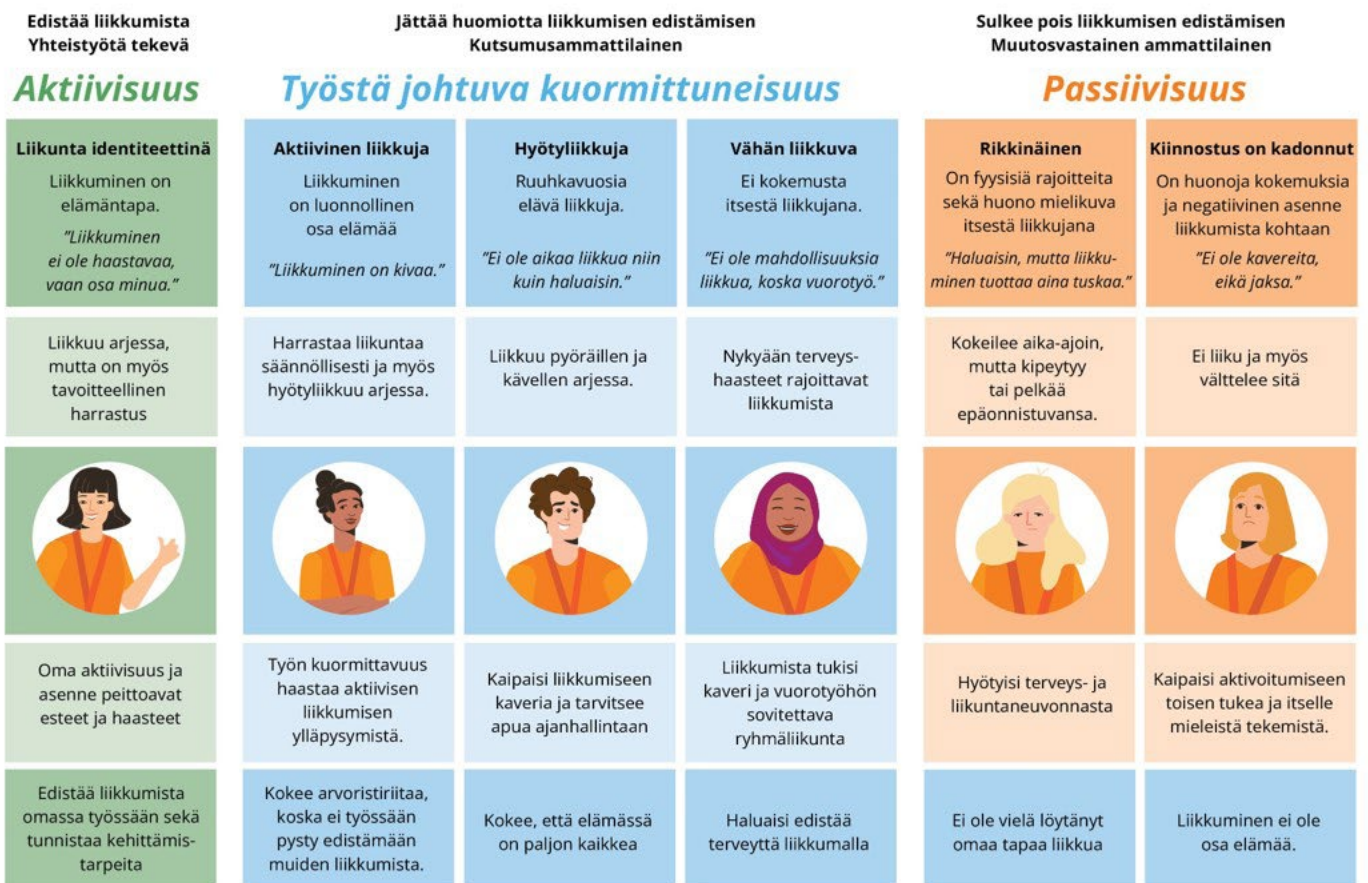 Edistää liikkumista
Yhteistyötä tekevä
Jättää huomiotta liikkumisen edistämisen
Kutsumusammattilainen
Sulkee pois liikkumisen edistämisen
Muutosvastainen ammattilainen
Aktiivisuus
Työstä johtuva kuormittuneisuus
Passiivisuus
Liikunta identiteettinä
Liikkuminen on
elämäntapa.
"Liikkuminen
ei ole haastavaa,
vaan osa minua."
Aktiivinen liikkuja
Liikkuminen
on luonnollinen
osa elämää
"Liikkuminen on kivaa."
Hyötyliikkuja
Ruuhkavuosia
elävä liikkuja.
"Ei ole aikaa liikkua niin
kuin haluaisin."
Vähän liikkuva
Ei kokemusta
itsestä liikkujana.
"Ei ole mahdollisuuksia
liikkua, koska vuorotyö."
Rikkinäinen
On fyysisiä rajoitteita
sekä huono mielikuva
itsestä liikkujana
"Haluaisin, mutta liikku-
minen tuottaa aina tuskaa."
Kiinnostus on kadonnut
On huonoja kokemuksia
ja negatiivinen asenne
liikkumista kohtaan
"Ei ole kavereita,
eikä jaksa."
Liikkuu arjessa,
mutta on myös
tavoitteellinen
harrastus
Harrastaa liikuntaa
säännöllisesti ja myös
hyötyliikkuu arjessa.
Liikkuu pyöräillen ja
kävellen arjessa.
Nykyään terveys-
haasteet rajoittavat
liikkumista
Kokeilee aika-ajoin,
mutta kipeytyy
tai pelkää
epäonnistuvansa.
Ei liiku ja myös
välttelee sitä
Oma aktiivisuus ja
asenne peittoavat
esteet ja haasteet
Työn kuormittavuus
haastaa aktiivisen
liikkumisen
ylläpysymistä.
Kaipaisi liikkumiseen
kaveria ja tarvitsee
apua ajanhallintaan
Liikkumista tukisi
kaveri ja vuorotyöhön
sovitettava
ryhmäliikunta
Hyötyisi terveys- ja
liikuntaneuvonnasta
Kaipaisi aktivoitumiseen
toisen tukea ja itselle
mieleistä tekemistä.
Edistää liikkumista
omassa työssään sekä
tunnistaa kehittämis-
tarpeita
Kokee arvoristiriitaa,
koska ei työssään
pysty edistämään
muiden liikkumista.
Kokee, että elämässä
on paljon kaikkea
Haluaisi edistää
terveyttä liikkumalla
Ei ole vielä löytänyt
omaa tapaa liikkua
Liikkuminen ei ole
osa elämää.